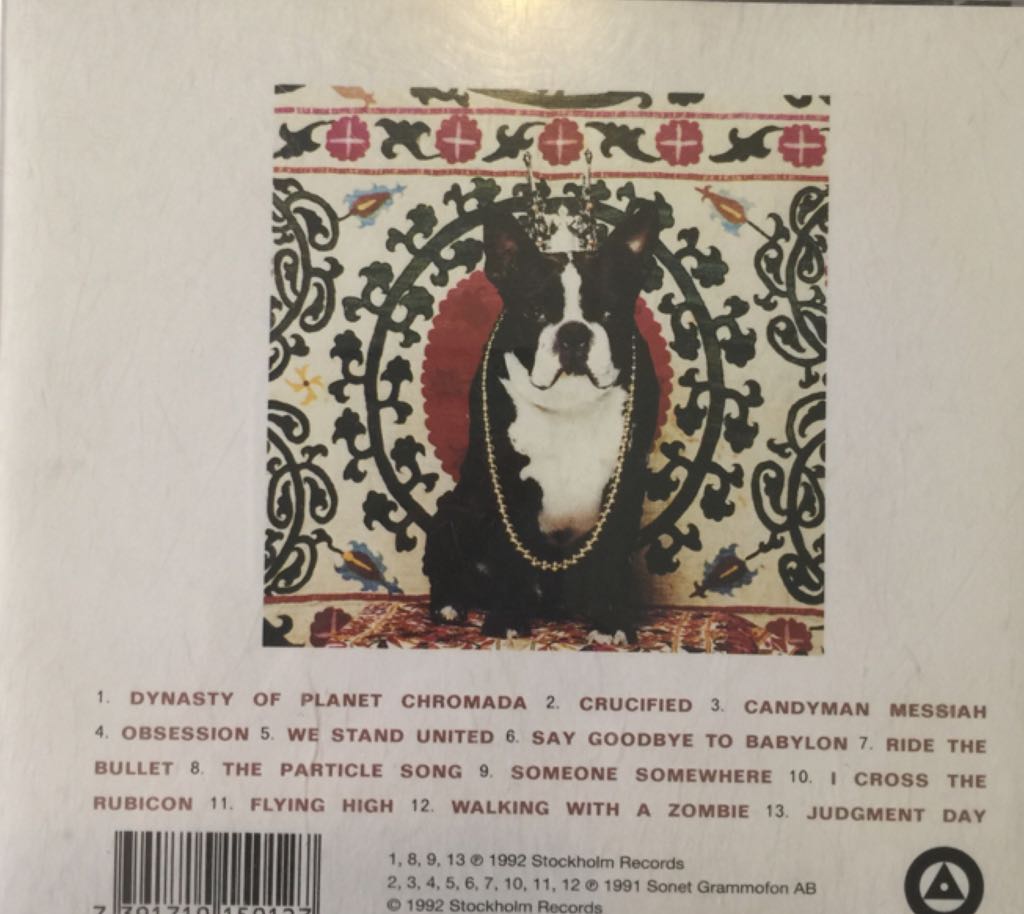 1. DYNASTY OF PLANET CHROMADA 2. CRUCIFIED 3. CANDYMAN MESSIAH
4. OBSESSION 5. WE STAND UNITED 6. SAY GOODBYE TO BABYLON 7. RIDE THE
BULLET 8. THE PARTICLE SONG 9. SOMEONE SOMEWHERE 10. I CROSS THE
RUBICON 11. FLYING HIGH 12. WALKING WITH A ZOMBIE 13. JUDGMENT DAY
1, 8, 9, 13 ℗ 1992 Stockholm Records
2, 3, 4, 5, 6, 7, 10, 11, 12 ℗ 1991 Sonet Grammofon AB
© 1992 Stockholm Records